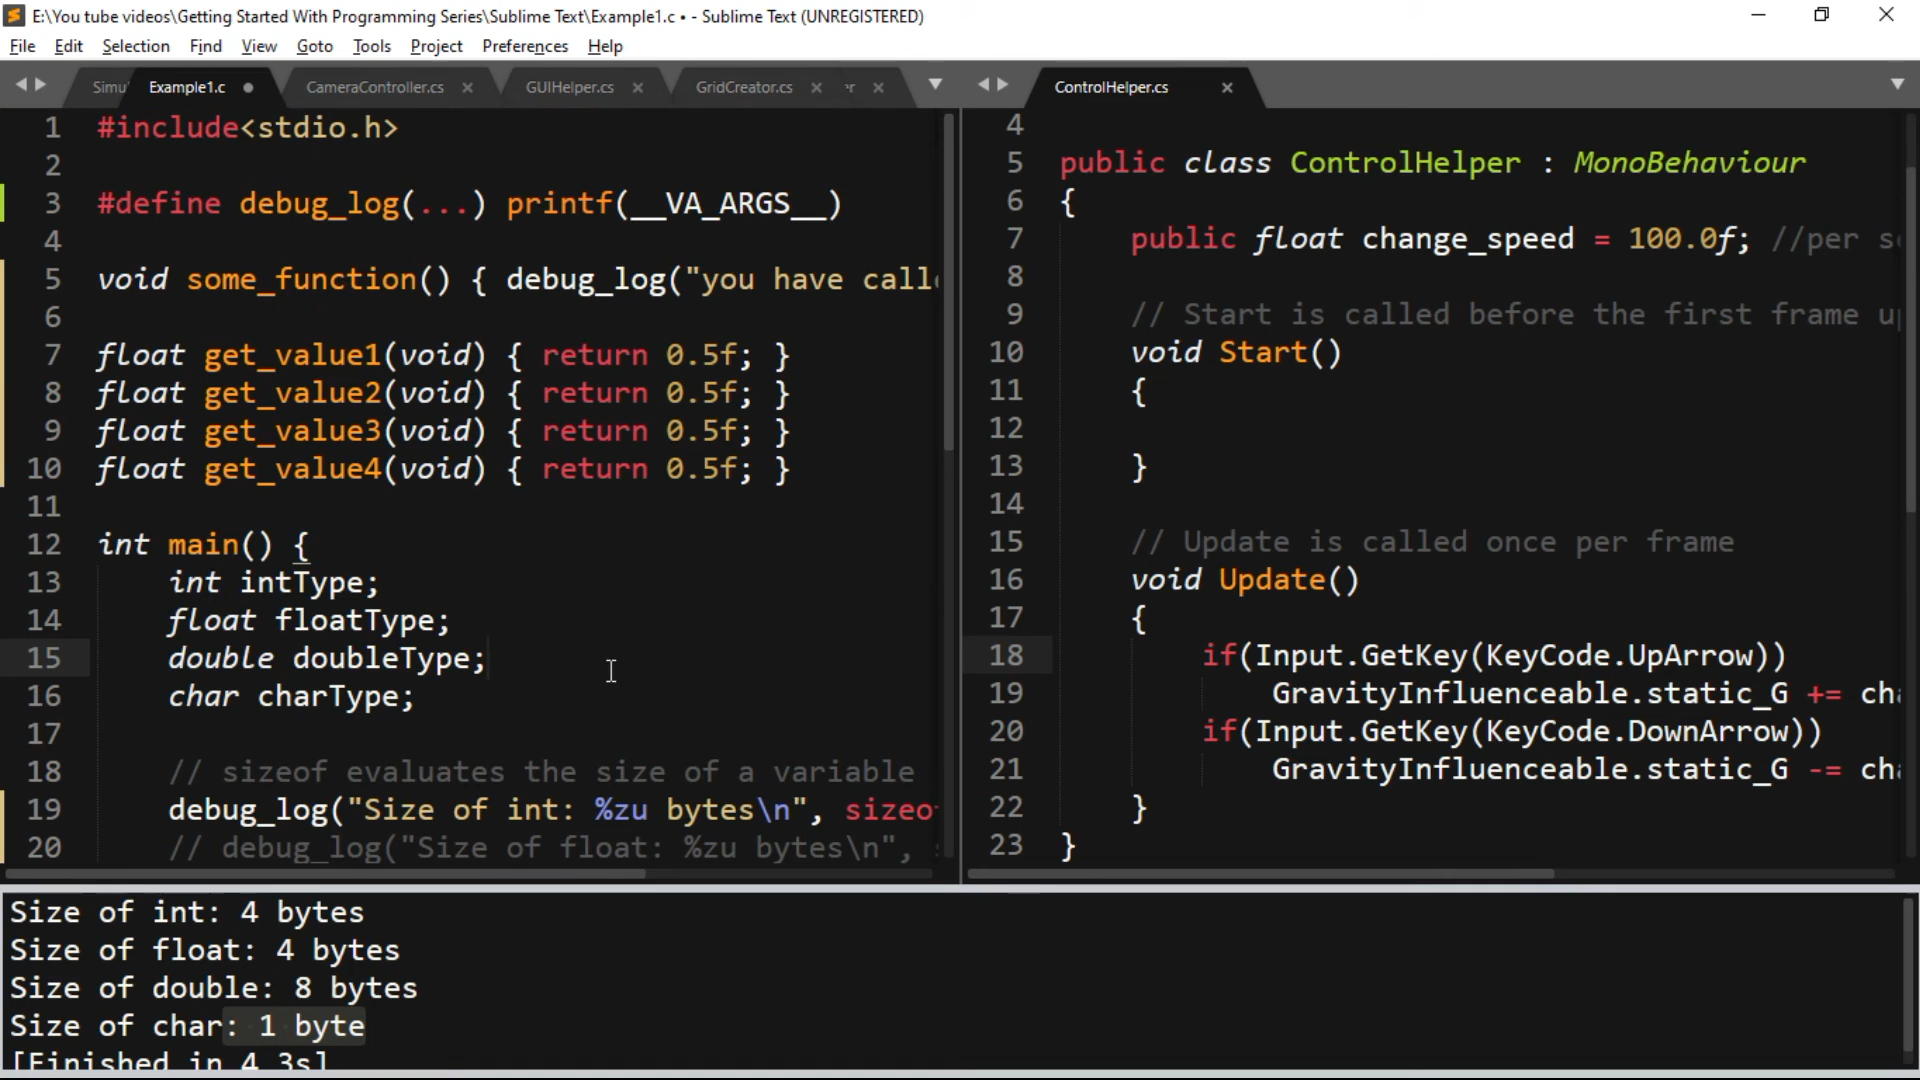 E:\You tube videos\Getting Started With Programming Series\Sublime Text\Example1.c • - Sublime Text (UNREGISTERED)
File Edit Selection Find View Goto Tools Project Preferences Help
Simu Example1.c CameraController.cs GUIHelper.cs GridCreator.cs er
1 #include<stdio.h>
2
3 #define debug_log(...) printf(__VA_ARGS__)
4
5 void some_function() { debug_log("you have call
6
7 float get_value1(void) { return 0.5f; }
8 float get_value2(void) { return 0.5f; }
9 float get_value3(void) { return 0.5f; }
10 float get_value4(void) { return 0.5f; }
11
12 int main() {
13 int intType;
14 float floatType;
15 double doubleType;
16 char charType;
17
18 // sizeof evaluates the size of a variable
19 debug_log("Size of int: %zu bytes\n", sizeo
20 // debug_log("Size of float: %zu bytes\n",
ControlHelper.cs
4
5 public class ControlHelper : MonoBehaviour
6 {
7 public float change_speed = 100.0f; //per s
8
9 // Start is called before the first frame u
10 void Start()
11 {
12
13 }
14
15 // Update is called once per frame
16 void Update()
17 {
18 if(Input.GetKey(KeyCode.UpArrow))
19 GravityInfluenceable.static_G += ch
20 if(Input.GetKey(KeyCode.DownArrow))
21 GravityInfluenceable.static_G -= ch
22 }
23 }
Size of int: 4 bytes
Size of float: 4 bytes
Size of double: 8 bytes
Size of char: 1 byte
[Finished in 4.3s]